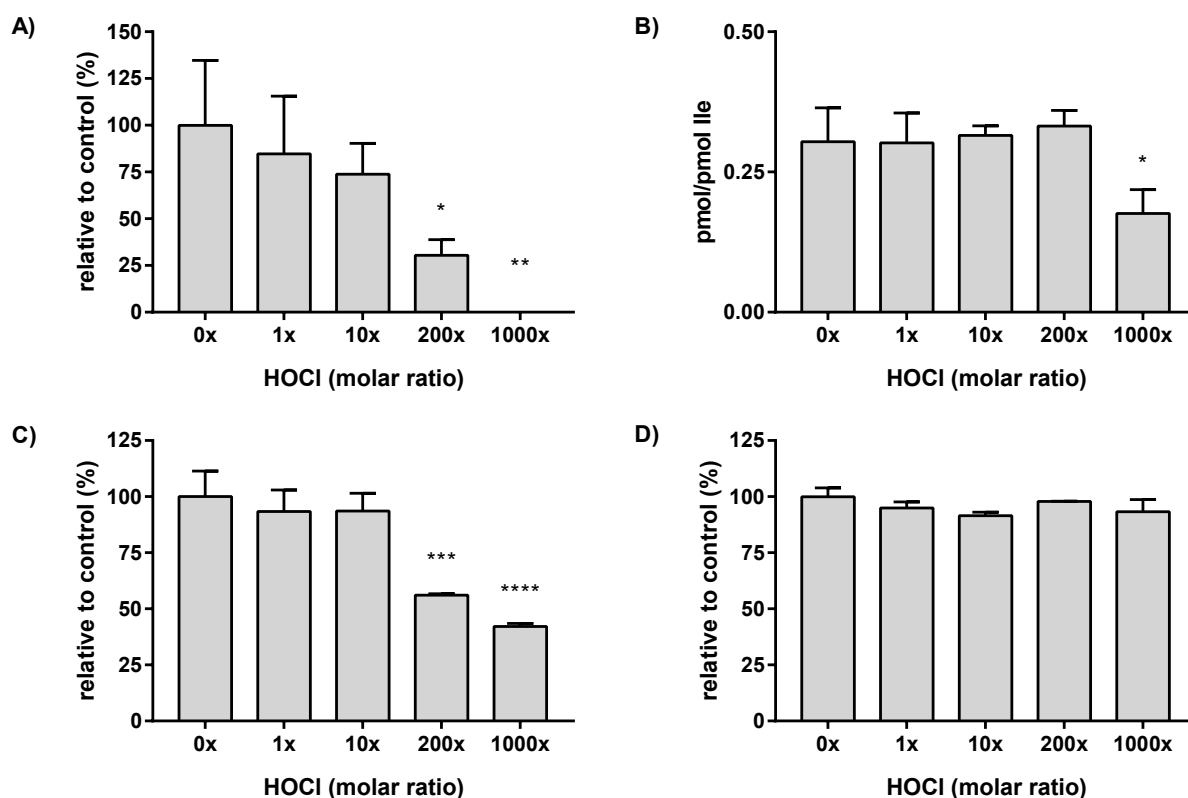 A)
relative to control (%)
150
125
100
75
50
25
0
*
**
0x 1x 10x 200x 1000x
HOCl (molar ratio)
B)
pmol/pmol Ile
0.50
0.25
0.00
*
0x 1x 10x 200x 1000x
HOCl (molar ratio)
C)
relative to control (%)
125
100
75
50
25
0
***
****
0x 1x 10x 200x 1000x
HOCl (molar ratio)
D)
relative to control (%)
125
100
75
50
25
0
0x 1x 10x 200x 1000x
HOCl (molar ratio)